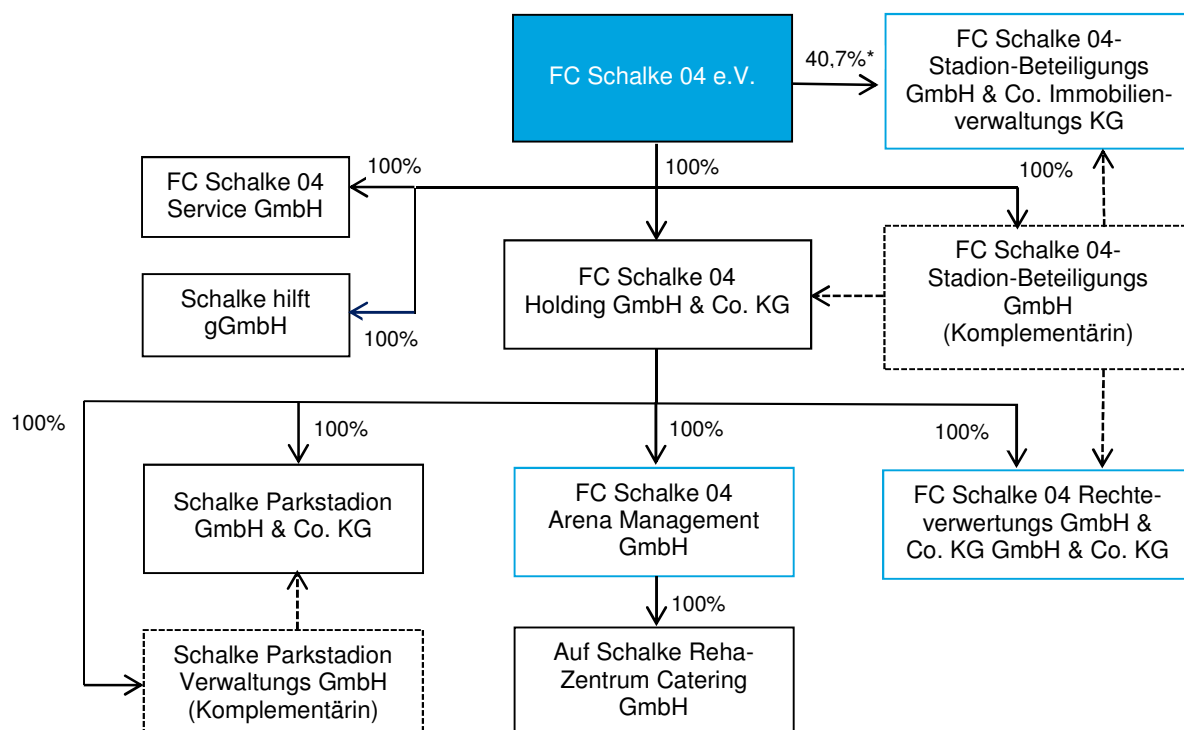 FC Schalke 04 e.V.
40,7%*
FC Schalke 04-
Stadion-Beteiligungs
GmbH & Co. Immobilien-
verwaltungs KG
100%
100%
100%
FC Schalke 04
Service GmbH
FC Schalke 04
Holding GmbH & Co. KG
FC Schalke 04-
Stadion-Beteiligungs
GmbH
(Komplementärin)
Schalke hilft
gGmbH
100%
100%
100%
100%
100%
Schalke Parkstadion
GmbH & Co. KG
FC Schalke 04
Arena Management
GmbH
FC Schalke 04 Rechte-
verwertungs GmbH &
Co. KG GmbH & Co. KG
100%
Schalke Parkstadion
Verwaltungs GmbH
(Komplementärin)
Auf Schalke Reha-
Zentrum Catering
GmbH